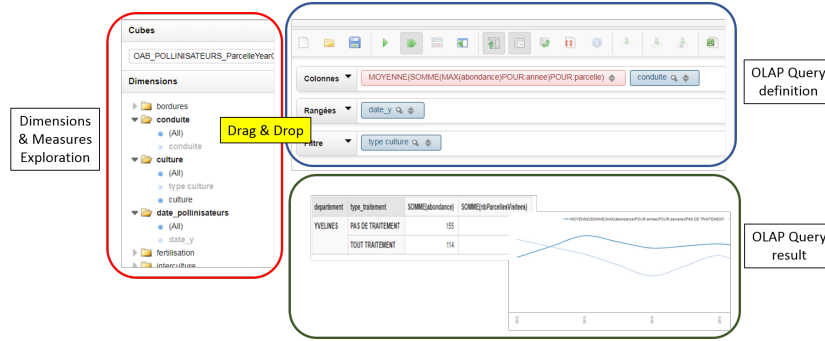 Cubes
OAB_POLLINISATEURS_ParcelleYear
Dimensions
bordures
conduite
(All)
conduite
culture
(All)
type culture
culture
date_pollinisateurs
(All)
date_y
fertilisation
interculture
Dimensions
& Measures
Exploration
Drag & Drop
Colonnes
MOYENNE(SOMME(MAX(abondance)POUR:annee)POUR:parcelle)
conduite
Rangées
date_y
Filtre
type culture
OLAP Query
definition
departement type_traitement SOMME(abondance) SOMME(nbParcellesVisitees)
YVELINES PAS DE TRAITEMENT 155
TOUT TRAITEMENT 114
MOYENNE(SOMME(MAX(abondance)POUR:annee)POUR:parcelle)/PAS DE TRAITEMENT
OLAP Query
result